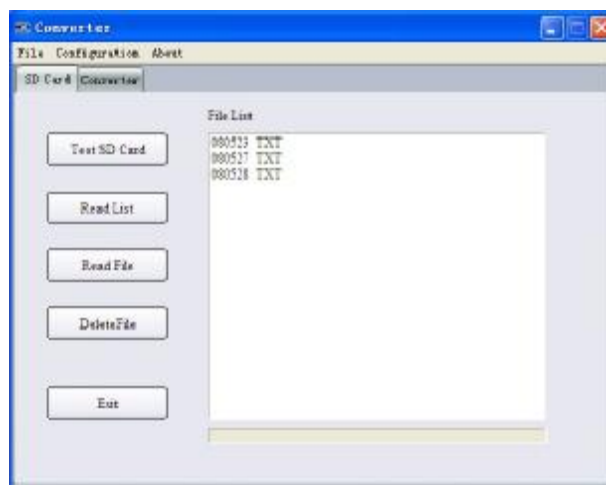 Converter
File Configuration About
SD Card Converter
File List
Test SD Card
080523 TXT
080527 TXT
080528 TXT
Read List
Read File
DeleteFile
Exit